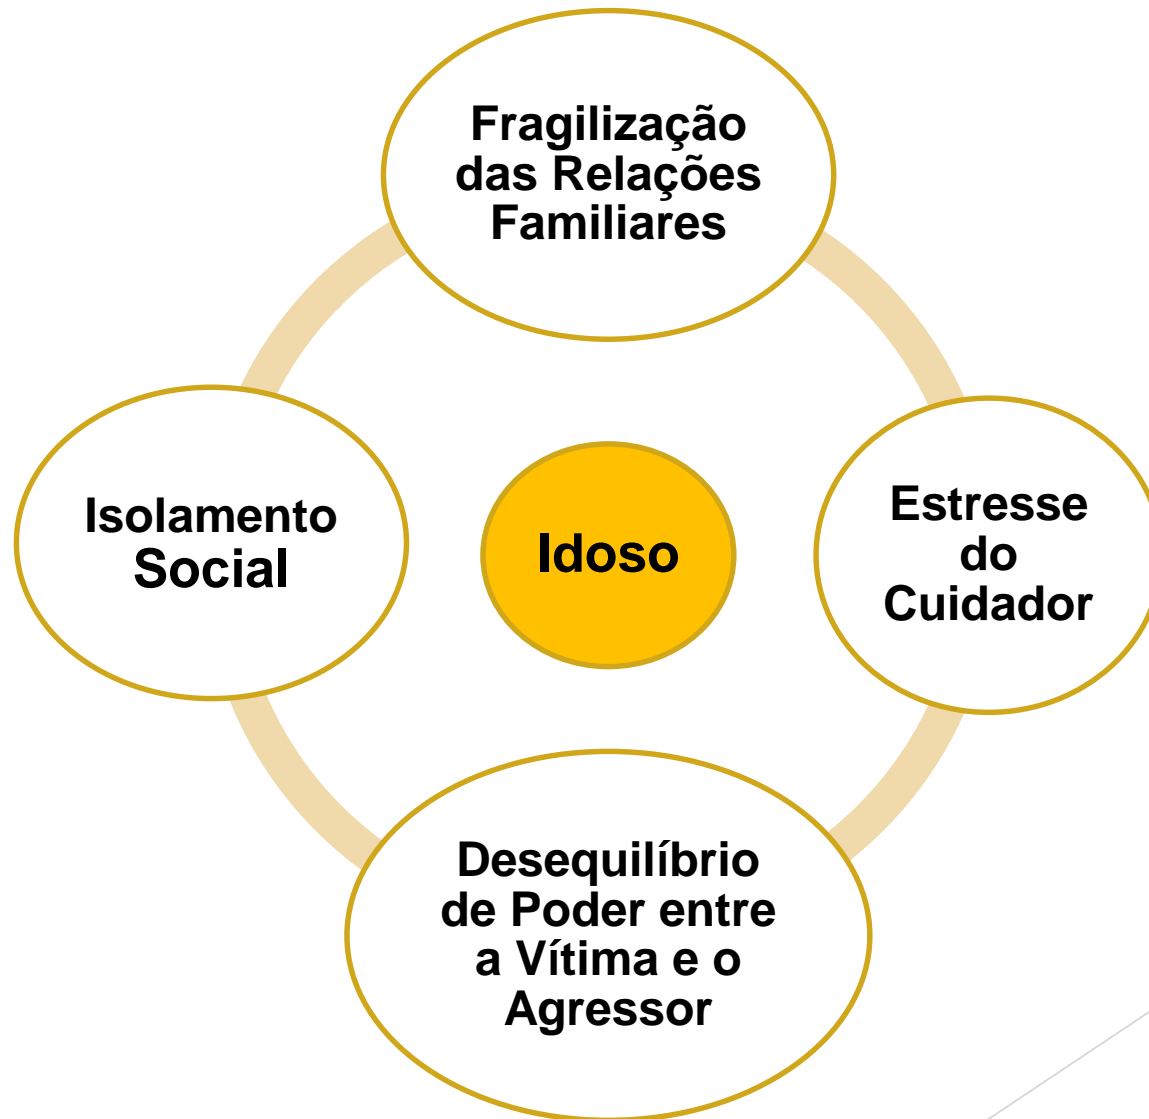 Fragilização
das Relações
Familiares
Isolamento
Social
Idoso
Estresse
do
Cuidador
Desequilíbrio
de Poder entre
a Vítima e o
Agressor